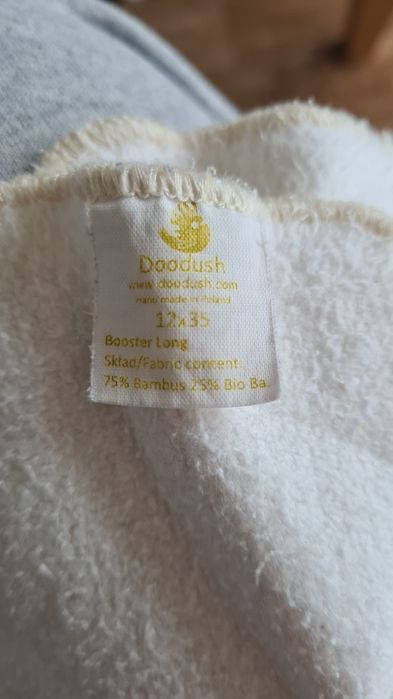 Doodush
www.doodush.com
Hand made in Poland
12x35
Booster Long
Skład/Fabric content:
75% Bambus 25% Bio Ba.